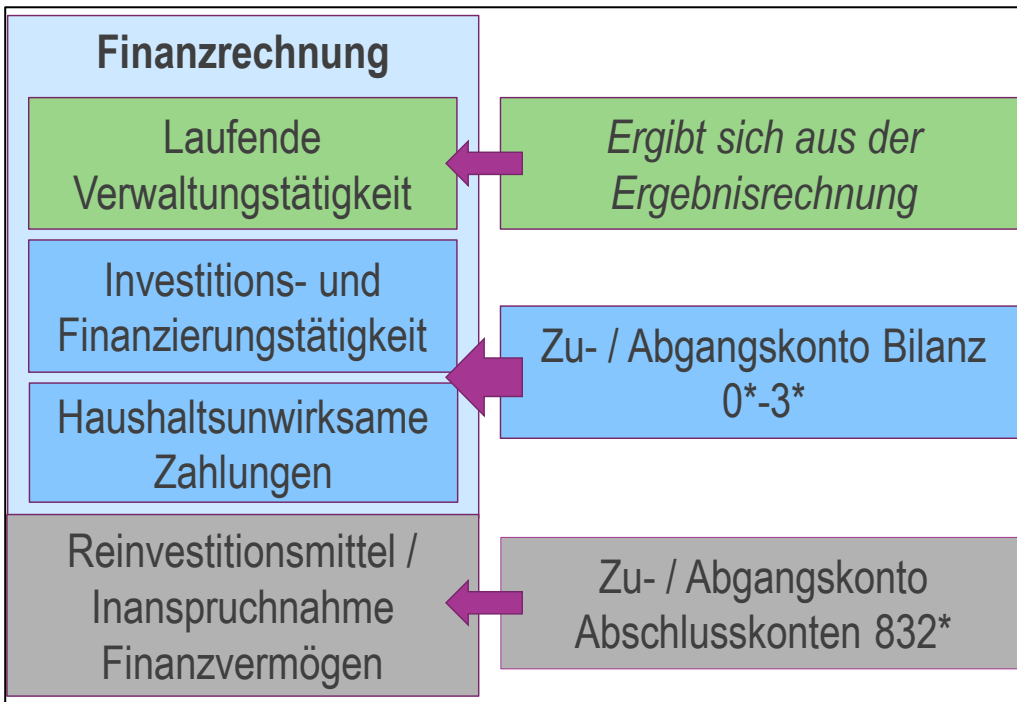 Finanzrechnung
Laufende
Verwaltungstätigkeit
Ergibt sich aus der
Ergebnisrechnung
Investitions- und
Finanzierungstätigkeit
Haushaltsunwirksame
Zahlungen
Zu- / Abgangskonto Bilanz
0*-3*
Reinvestitionsmittel /
Inanspruchnahme
Finanzvermögen
Zu- / Abgangskonto
Abschlusskonten 832*